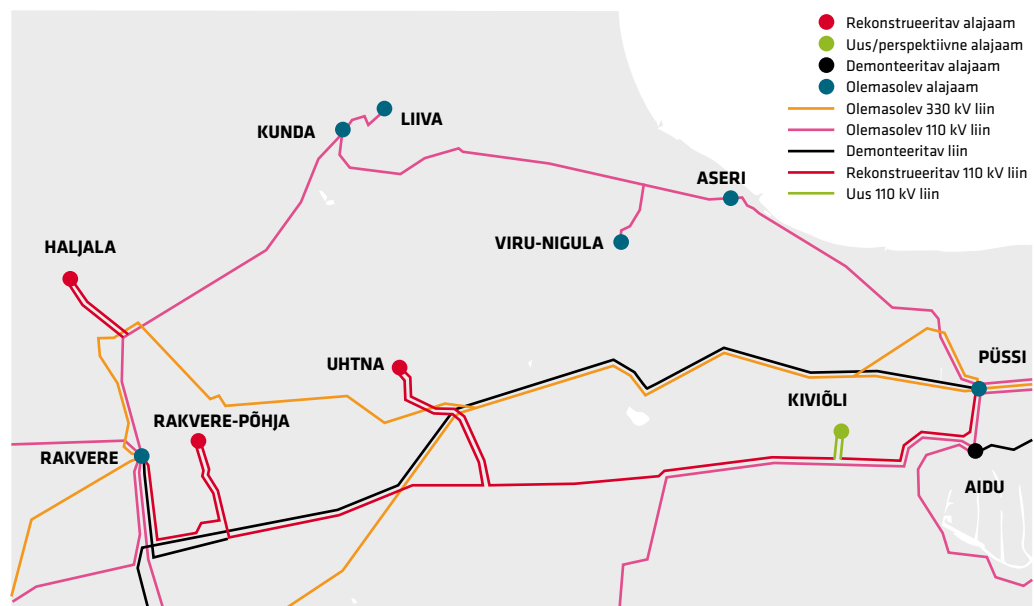 Rekonstrueeritav alajaam
Uus/perspektiivne alajaam
Demonteeritav alajaam
Olemasolev alajaam
Olemasolev 330 kV liin
Olemasolev 110 kV liin
Demonteeritav liin
Rekonstrueeritav 110 kV liin
Uus 110 kV liin
LIIVA
KUNDA
ASERI
VIRU-NIGULA
HALJALA
UHTNA
PÜSSI
KIVIÕLI
RAKVERE-PÕHJA
RAKVERE
AIDU